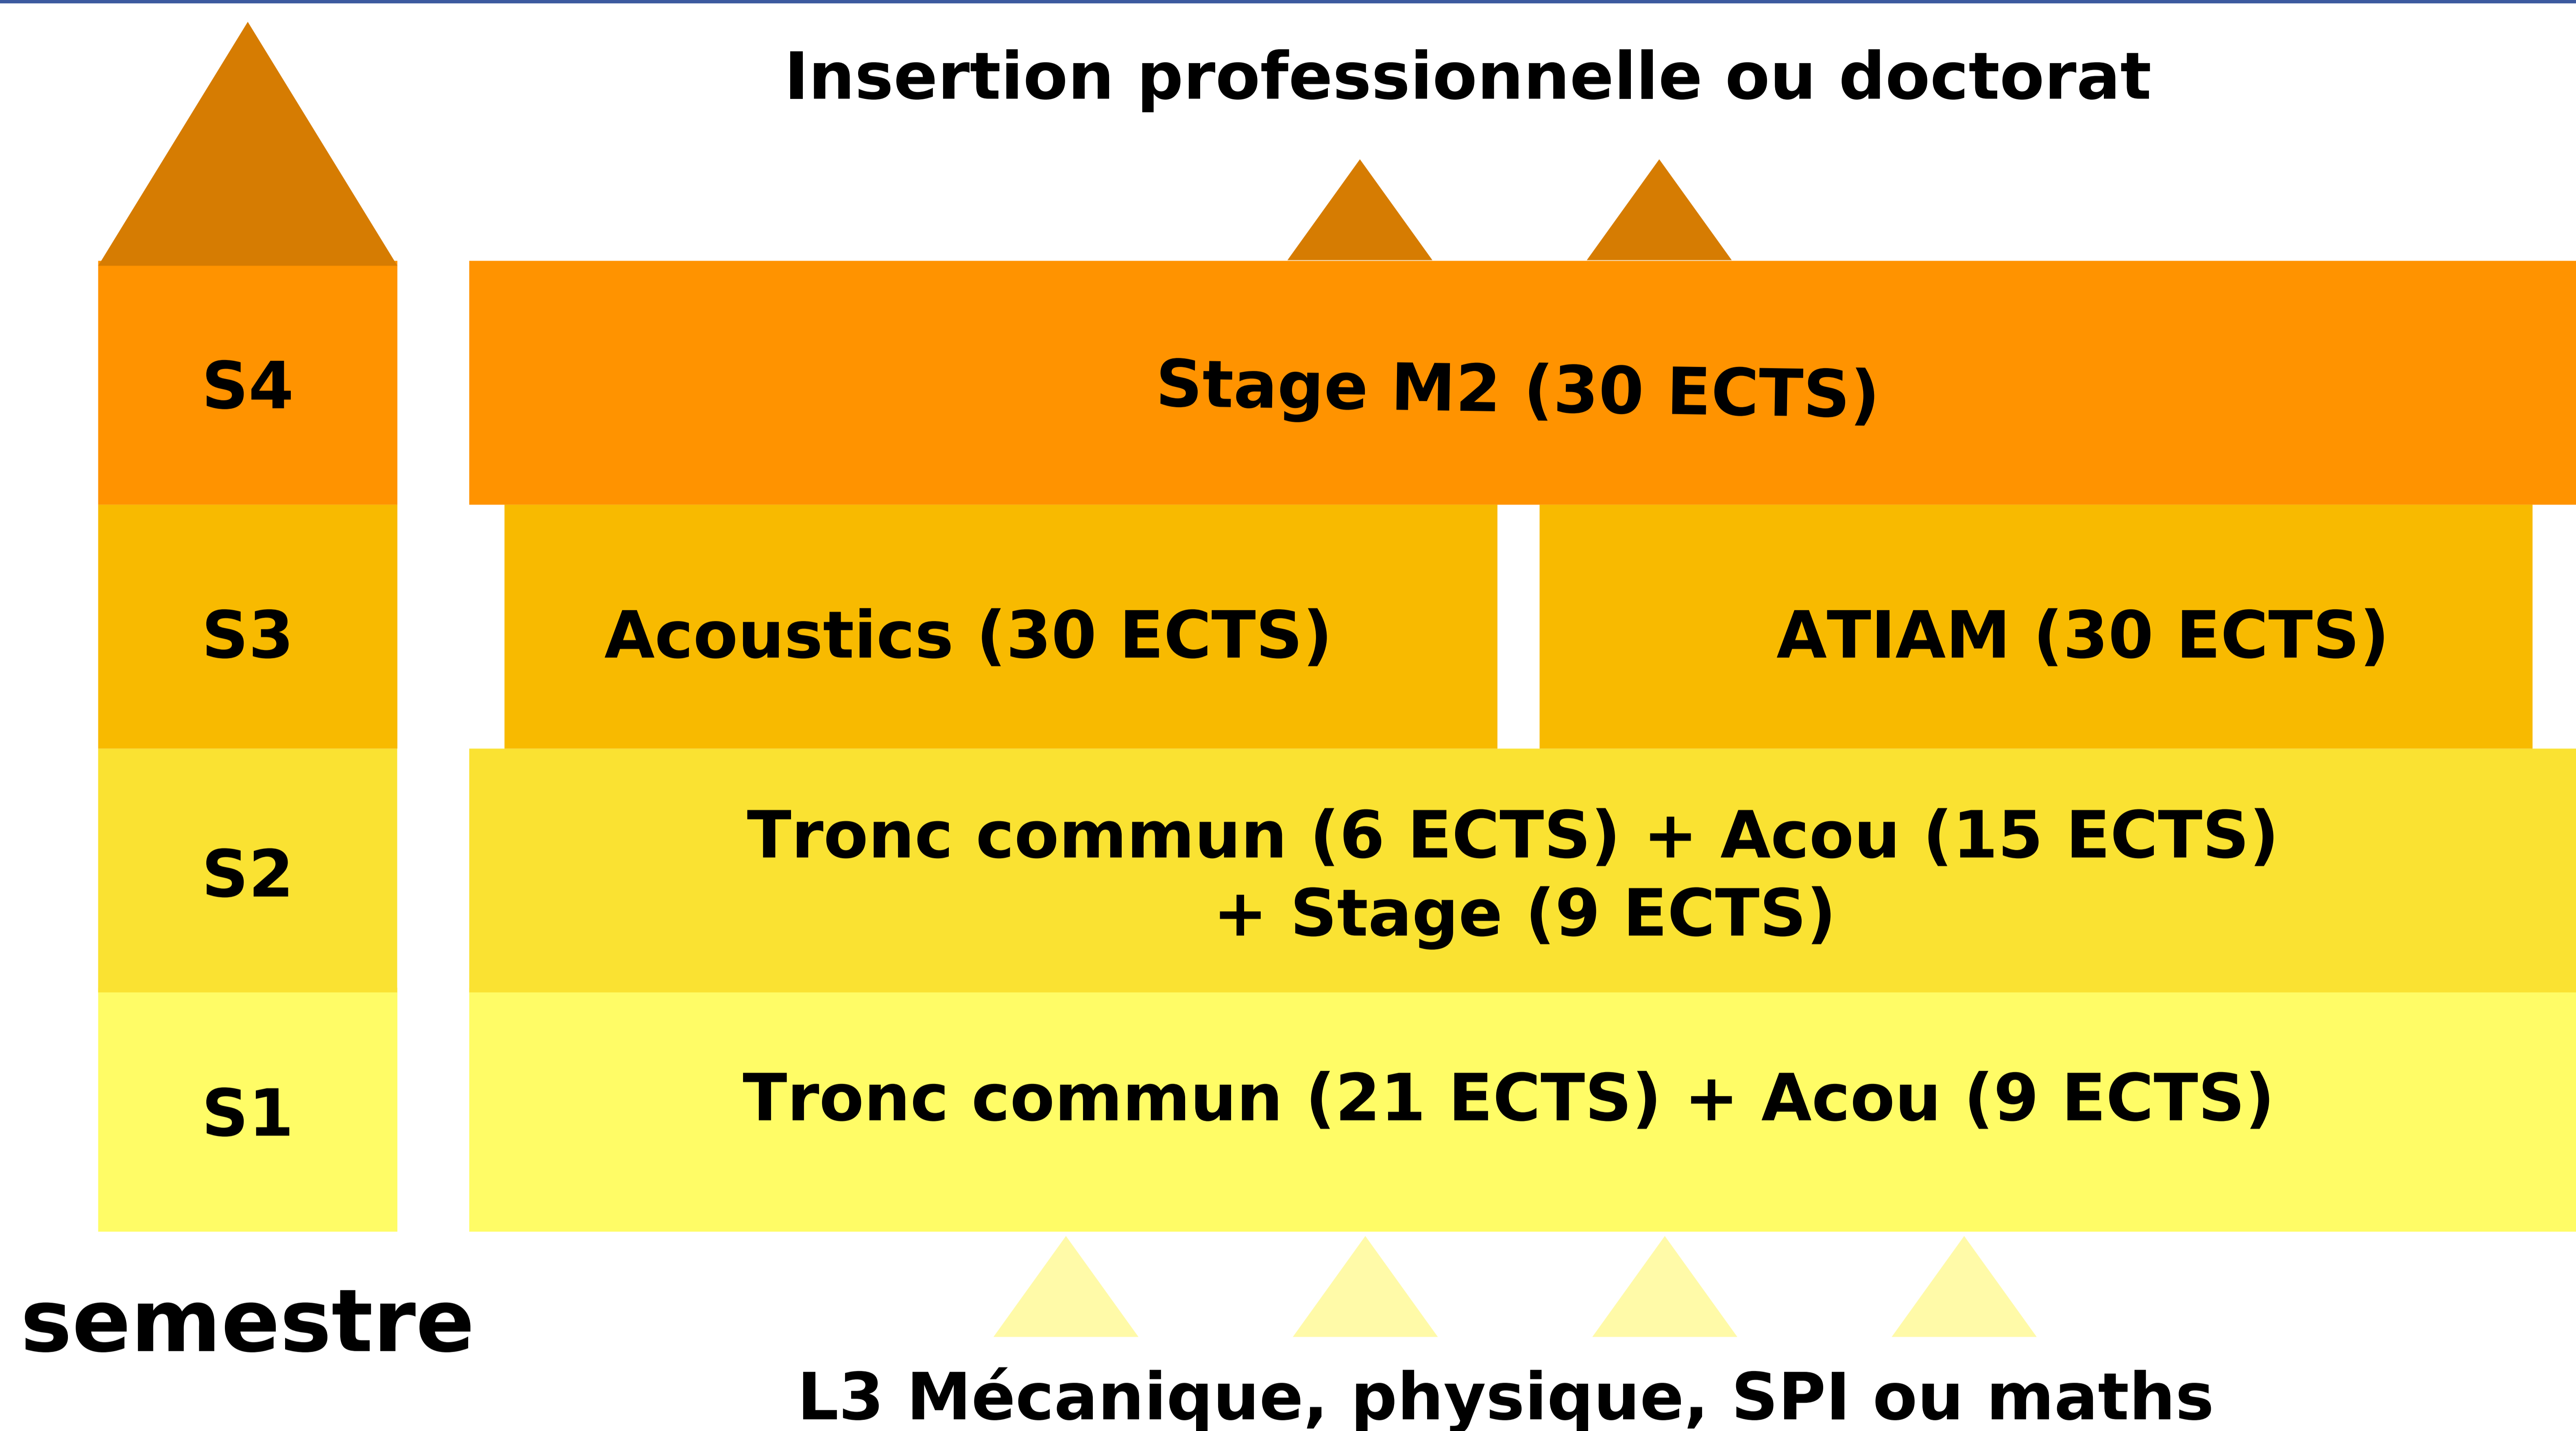 Insertion professionnelle ou doctorat
S4
Stage M2 (30 ECTS)
S3
Acoustics (30 ECTS)
ATIAM (30 ECTS)
S2
Tronc commun (6 ECTS) + Acou (15 ECTS)
+ Stage (9 ECTS)
S1
Tronc commun (21 ECTS) + Acou (9 ECTS)
semestre
L3 Mécanique, physique, SPI ou maths